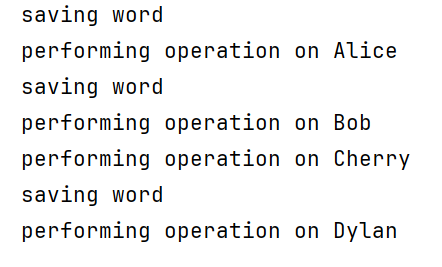 saving word
performing operation on Alice
saving word
performing operation on Bob
performing operation on Cherry
saving word
performing operation on Dylan